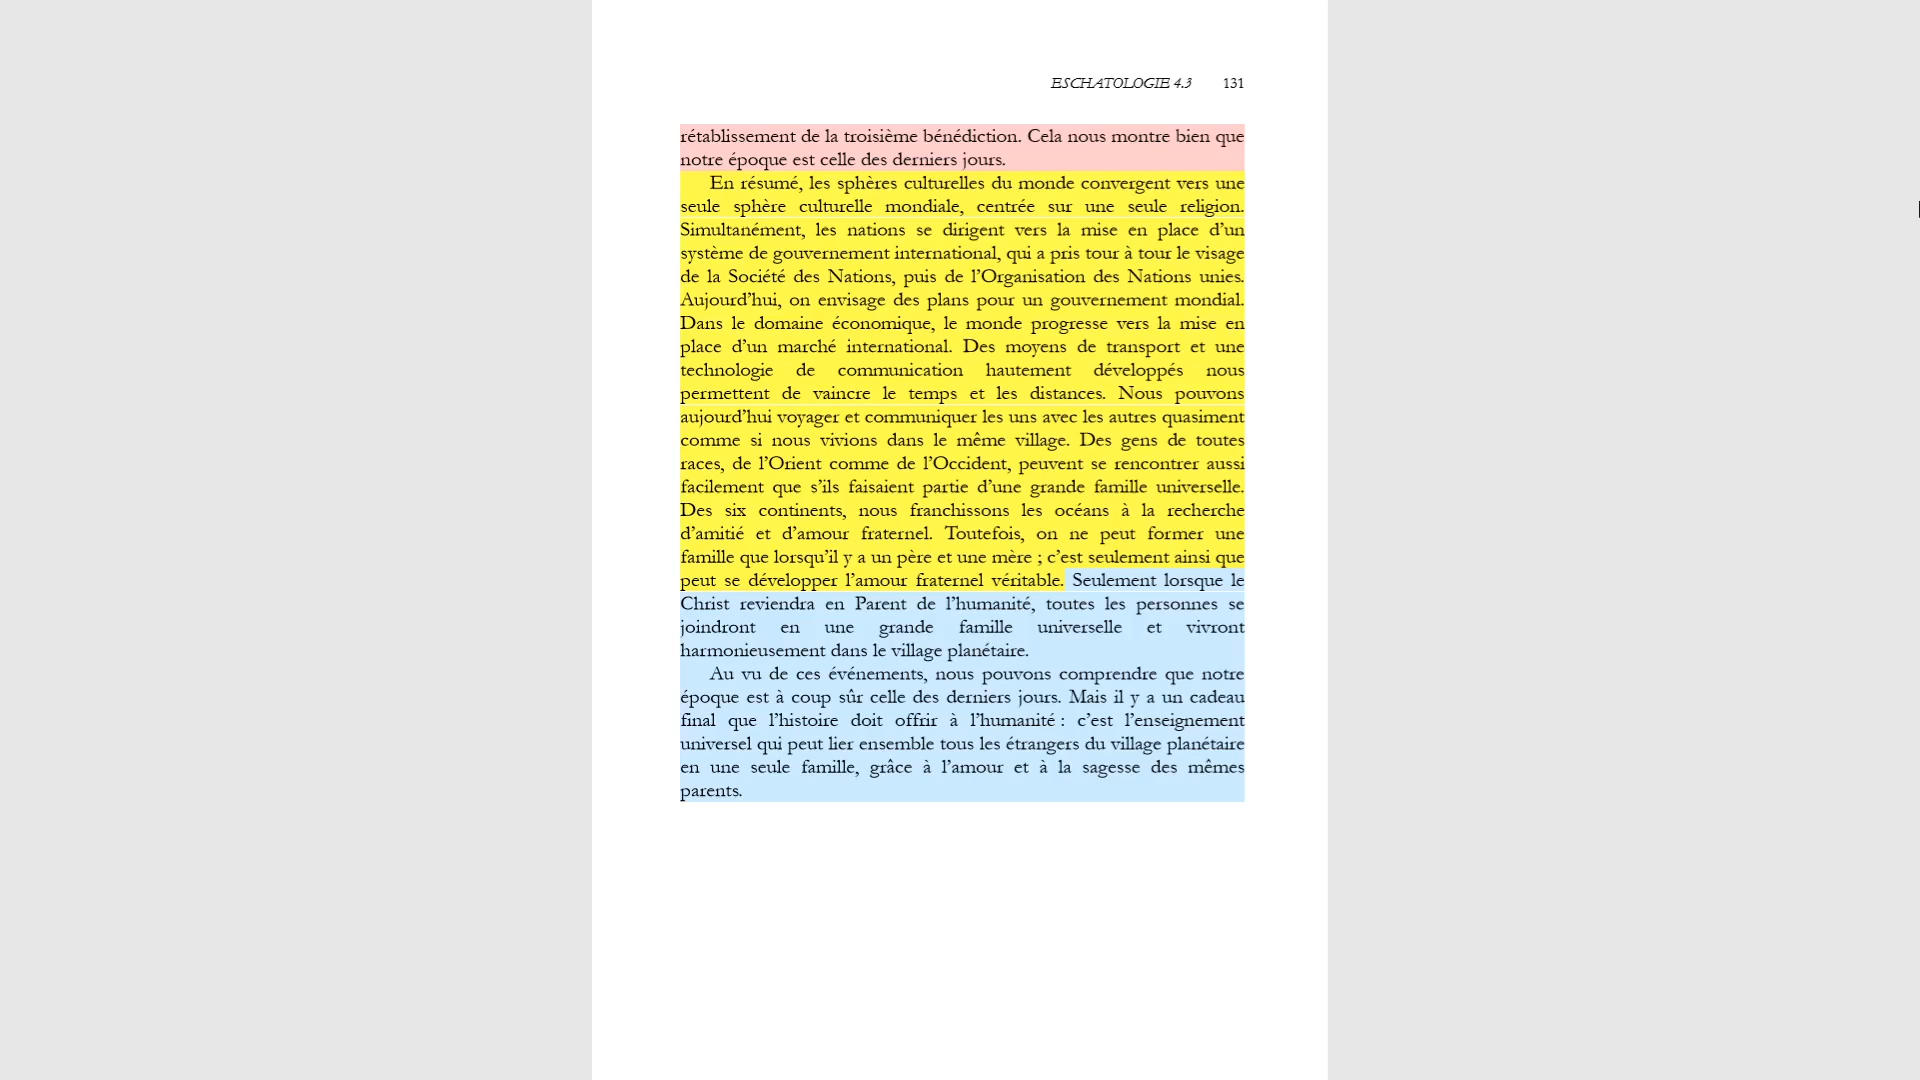 ESCHATOLOGIE 4.3 131
rétablissement de la troisième bénédiction. Cela nous montre bien que
notre époque est celle des derniers jours.
En résumé, les sphères culturelles du monde convergent vers une
seule sphère culturelle mondiale, centrée sur une seule religion.
Simultanément, les nations se dirigent vers la mise en place d’un
système de gouvernement international, qui a pris tour à tour le visage
de la Société des Nations, puis de l’Organisation des Nations unies.
Aujourd’hui, on envisage des plans pour un gouvernement mondial.
Dans le domaine économique, le monde progresse vers la mise en
place d’un marché international. Des moyens de transport et une
technologie de communication hautement développés nous
permettent de vaincre le temps et les distances. Nous pouvons
aujourd’hui voyager et communiquer les uns avec les autres quasiment
comme si nous vivions dans le même village. Des gens de toutes
races, de l’Orient comme de l’Occident, peuvent se rencontrer aussi
facilement que s’ils faisaient partie d’une grande famille universelle.
Des six continents, nous franchissons les océans à la recherche
d’amitié et d’amour fraternel. Toutefois, on ne peut former une
famille que lorsqu’il y a un père et une mère ; c’est seulement ainsi que
peut se développer l’amour fraternel véritable. Seulement lorsque le
Christ reviendra en Parent de l’humanité, toutes les personnes se
joindront en une grande famille universelle et vivront
harmonieusement dans le village planétaire.
Au vu de ces événements, nous pouvons comprendre que notre
époque est à coup sûr celle des derniers jours. Mais il y a un cadeau
final que l’histoire doit offrir à l’humanité : c’est l’enseignement
universel qui peut lier ensemble tous les étrangers du village planétaire
en une seule famille, grâce à l’amour et à la sagesse des mêmes
parents.